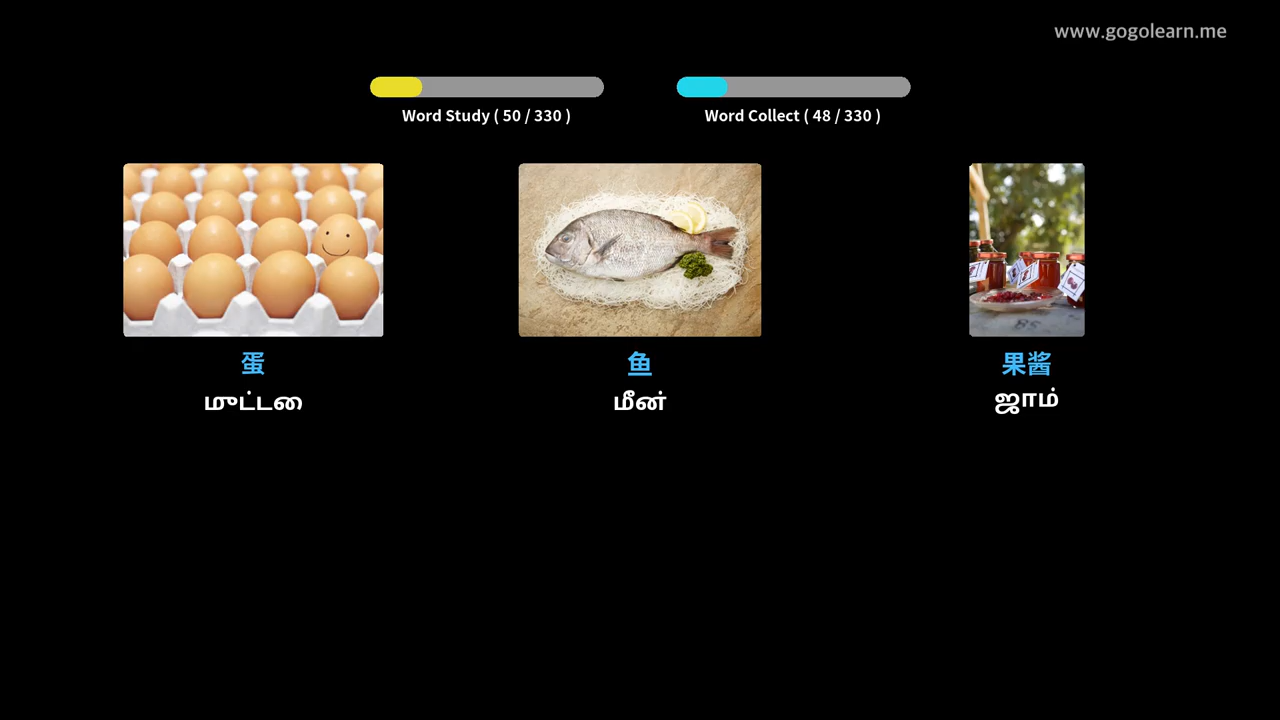 www.gogolearn.me
Word Study ( 50 / 330 )
Word Collect ( 48 / 330 )
蛋
鱼
果酱
முட்டை
மீன்
ஜாம்